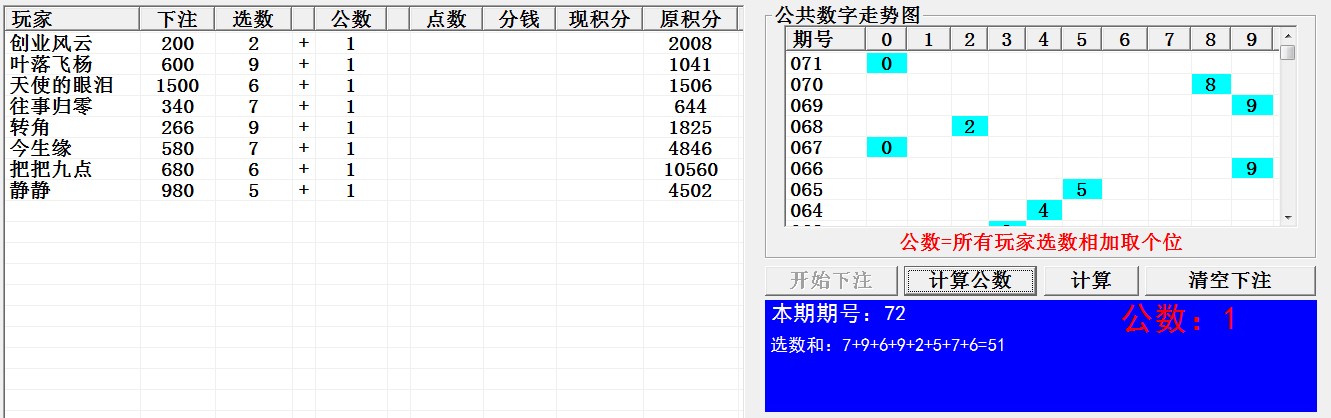 玩家 下注 选数 公数 点数 分钱 现积分 原积分
创业风云 200 2 + 1 2008
叶落飞杨 600 9 + 1 1041
天使的眼泪 1500 6 + 1 1506
往事归零 340 7 + 1 644
转角 266 9 + 1 1825
今生缘 580 7 + 1 4846
把把九点 680 6 + 1 10560
静静 980 5 + 1 4502
公共数字走势图
期号 0 1 2 3 4 5 6 7 8 9
071 0
070 8
069 9
068 2
067 0
066 9
065 5
064 4
公数=所有玩家选数相加取个位
开始下注 计算公数 计算 清空下注
本期期号：72
公数：1
选数和：7+9+6+9+2+5+7+6=51